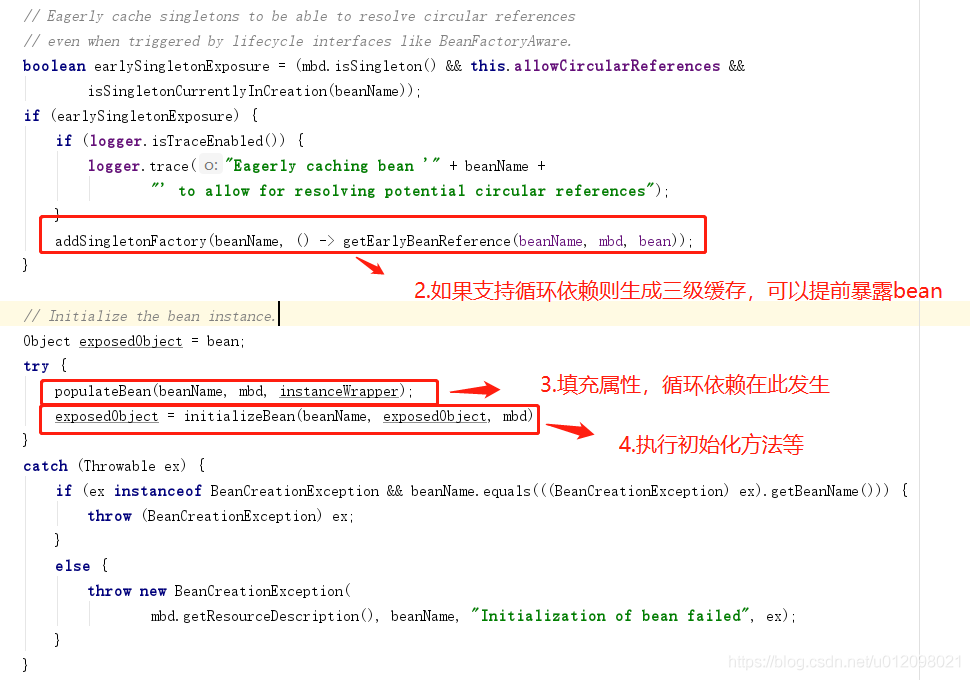 // Eagerly cache singletons to be able to resolve circular references
// even when triggered by lifecycle interfaces like BeanFactoryAware.
boolean earlySingletonExposure = (mbd.isSingleton() && this.allowCircularReferences &&
isSingletonCurrentlyInCreation(beanName));
if (earlySingletonExposure) {
if (logger.isTraceEnabled()) {
logger.trace( o: "Eagerly caching bean '" + beanName +
"' to allow for resolving potential circular references");
}
addSingletonFactory(beanName, () -> getEarlyBeanReference(beanName, mbd, bean));
}
2.如果支持循环依赖则生成三级缓存，可以提前暴露bean
// Initialize the bean instance.
Object exposedObject = bean;
try {
populateBean(beanName, mbd, instanceWrapper);
3.填充属性，循环依赖在此发生
exposedObject = initializeBean(beanName, exposedObject, mbd)
}
4.执行初始化方法等
catch (Throwable ex) {
if (ex instanceof BeanCreationException && beanName.equals(((BeanCreationException) ex).getBeanName())) {
throw (BeanCreationException) ex;
}
else {
throw new BeanCreationException(
mbd.getResourceDescription(), beanName, "Initialization of bean failed", ex);
}
}
https://blog.csdn.net/u012098021